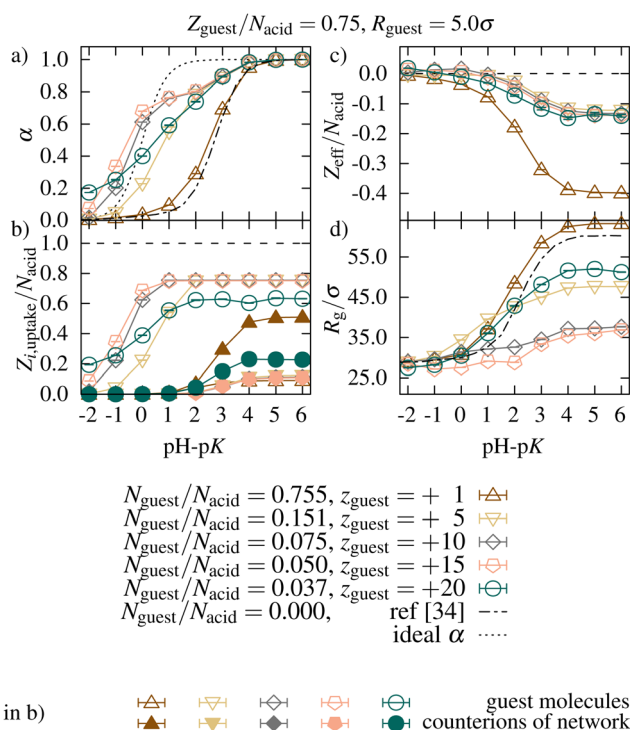 Z_guest/N_acid = 0.75, R_guest = 5.0σ
a)
α
1.0
0.8
0.6
0.4
0.2
0.0
c)
Z_eff/N_acid
0.0
-0.1
-0.2
-0.3
-0.4
b)
Z_i,uptake/N_acid
1.0
0.8
0.6
0.4
0.2
0.0
-2 -1 0 1 2 3 4 5 6
pH-pK
d)
R_g/σ
55.0
45.0
35.0
25.0
-2 -1 0 1 2 3 4 5 6
pH-pK
N_guest/N_acid = 0.755, z_guest = + 1
N_guest/N_acid = 0.151, z_guest = + 5
N_guest/N_acid = 0.075, z_guest = +10
N_guest/N_acid = 0.050, z_guest = +15
N_guest/N_acid = 0.037, z_guest = +20
N_guest/N_acid = 0.000, ref [34]
ideal α
in b) guest molecules
counterions of network